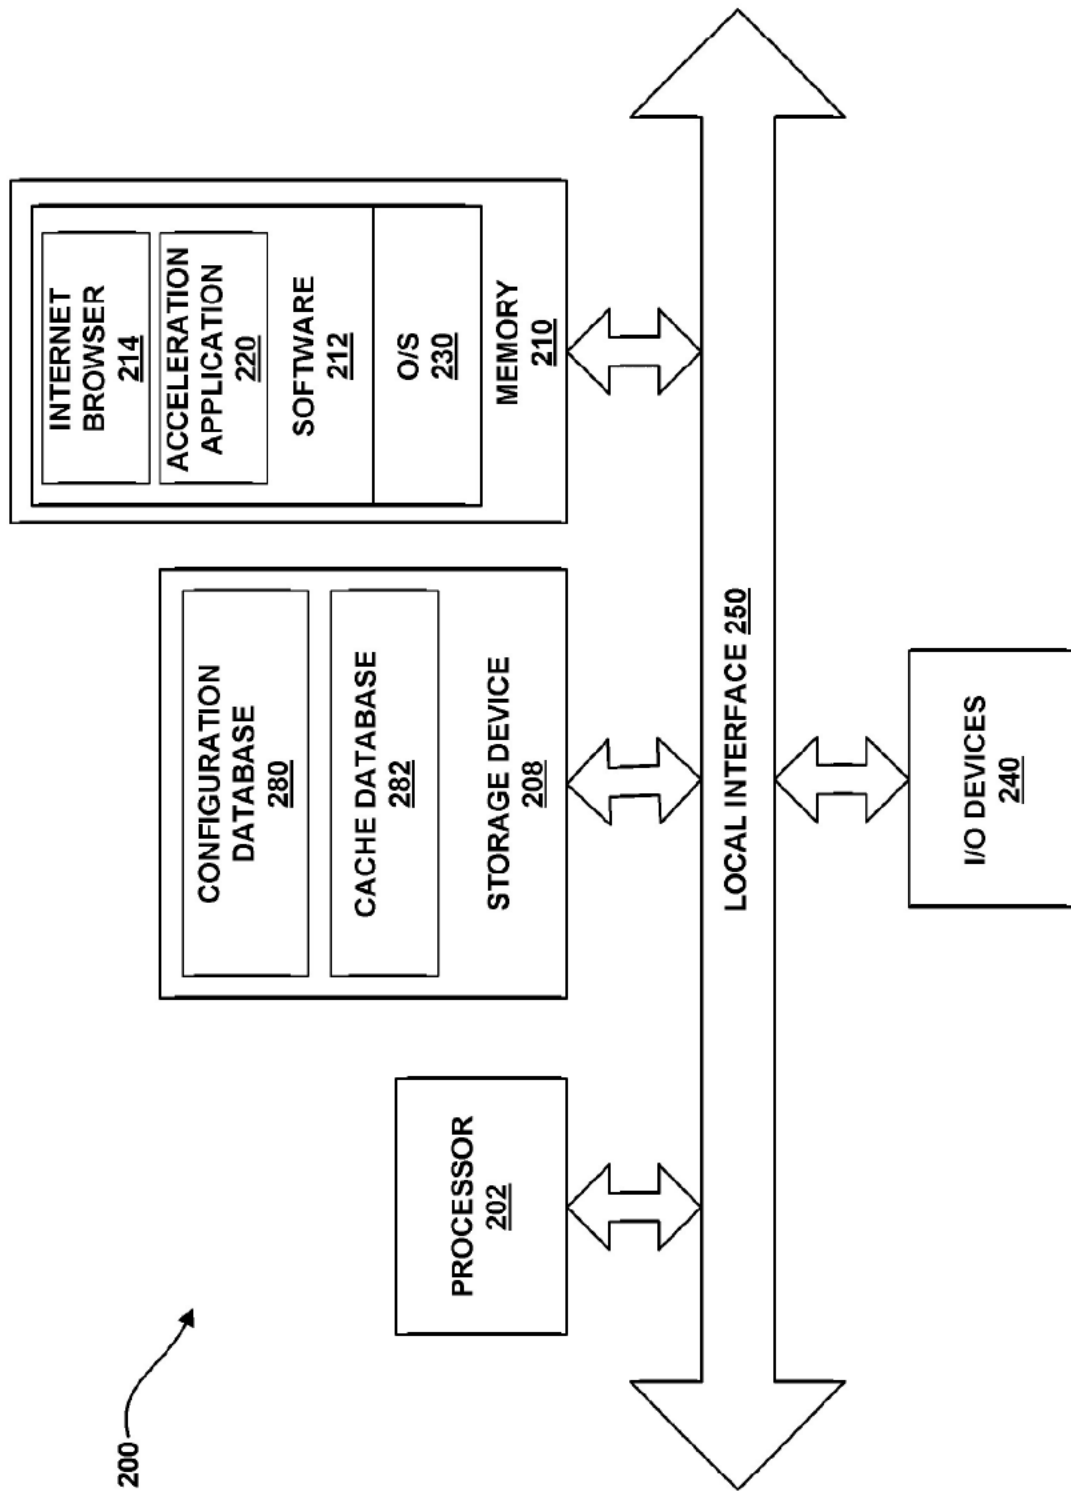 200
PROCESSOR
202
CONFIGURATION
DATABASE
280
CACHE DATABASE
282
STORAGE DEVICE
208
INTERNET
BROWSER
214
ACCELERATION
APPLICATION
220
SOFTWARE
212
O/S
230
MEMORY
210
LOCAL INTERFACE 250
I/O DEVICES
240